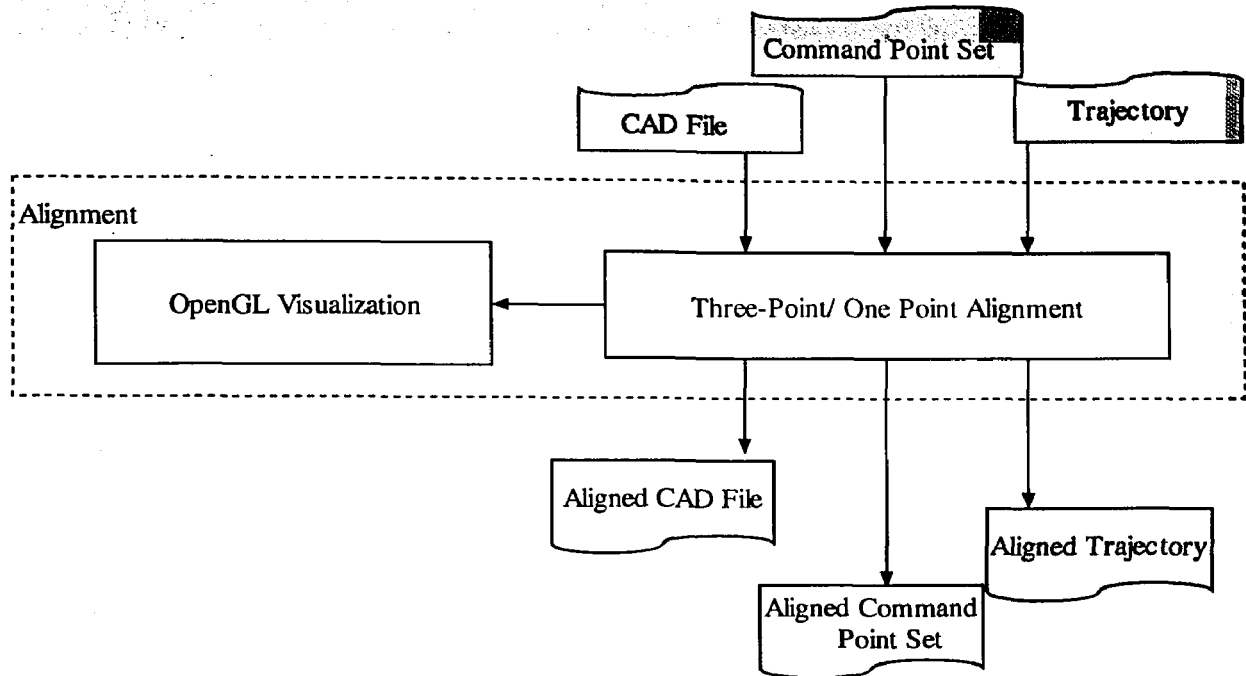 Command Point Set
CAD File
Trajectory
Alignment
OpenGL Visualization
Three-Point/ One Point Alignment
Aligned CAD File
Aligned Trajectory
Aligned Command
Point Set